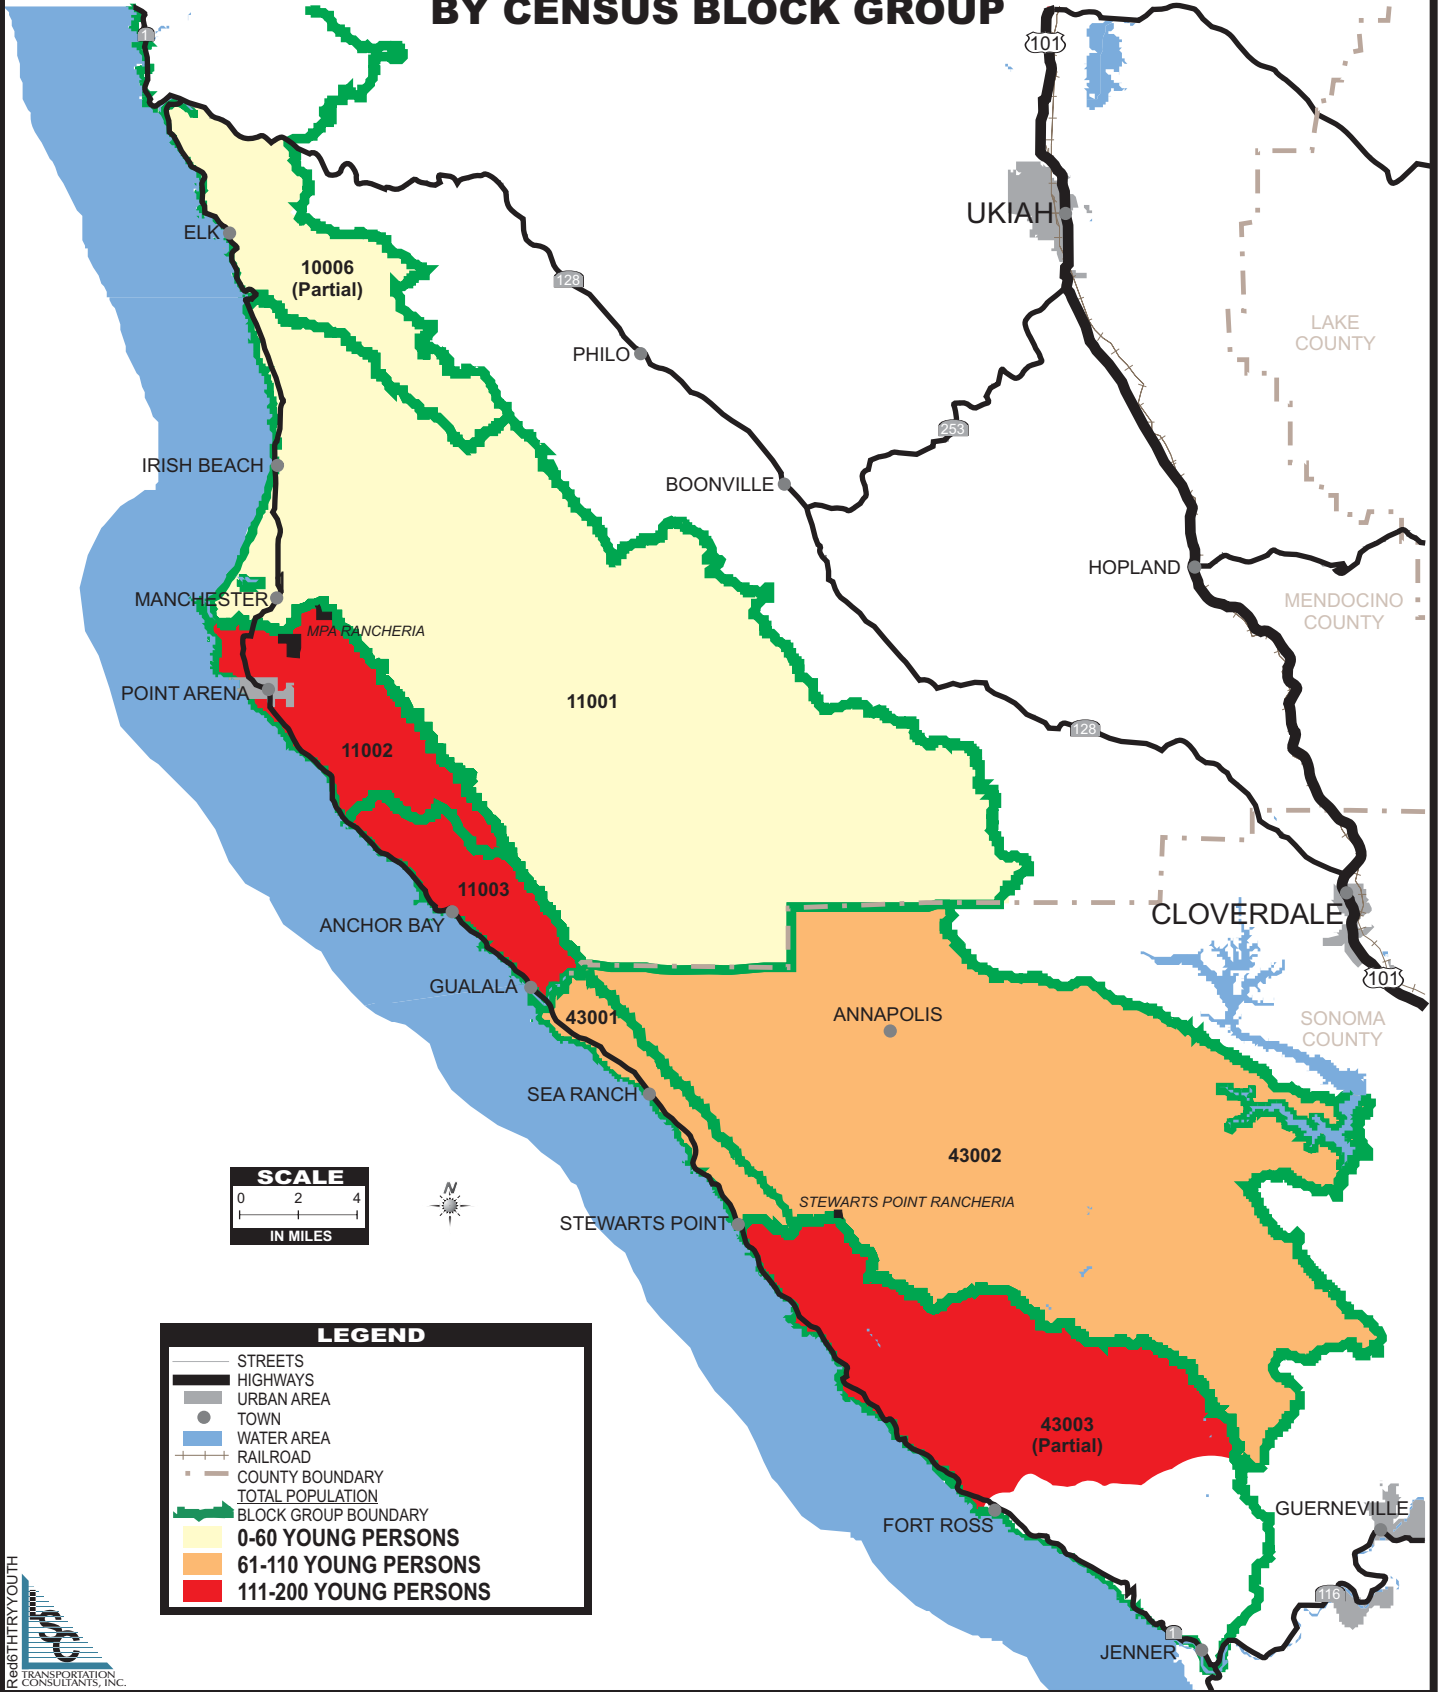 BY CENSUS BLOCK GROUP
1
101
UKIAH
ELK
10006
(Partial)
128
LAKE
COUNTY
PHILO
253
IRISH BEACH
BOONVILLE
HOPLAND
MANCHESTER
MENDOCINO
COUNTY
MPA RANCHERIA
POINT ARENA
11001
128
11002
11003
CLOVERDALE
ANCHOR BAY
101
GUALALA
43001
ANNAPOLIS
SONOMA
COUNTY
SEA RANCH
43002
SCALE
0 2 4
IN MILES
N
STEWARTS POINT RANCHERIA
STEWARTS POINT
43003
(Partial)
GUERNEVILLE
FORT ROSS
116
1
JENNER
LEGEND
STREETS
HIGHWAYS
URBAN AREA
TOWN
WATER AREA
RAILROAD
COUNTY BOUNDARY
TOTAL POPULATION
BLOCK GROUP BOUNDARY
0-60 YOUNG PERSONS
61-110 YOUNG PERSONS
111-200 YOUNG PERSONS
Red6THTRYYOUTH
LSC
TRANSPORTATION
CONSULTANTS, INC.